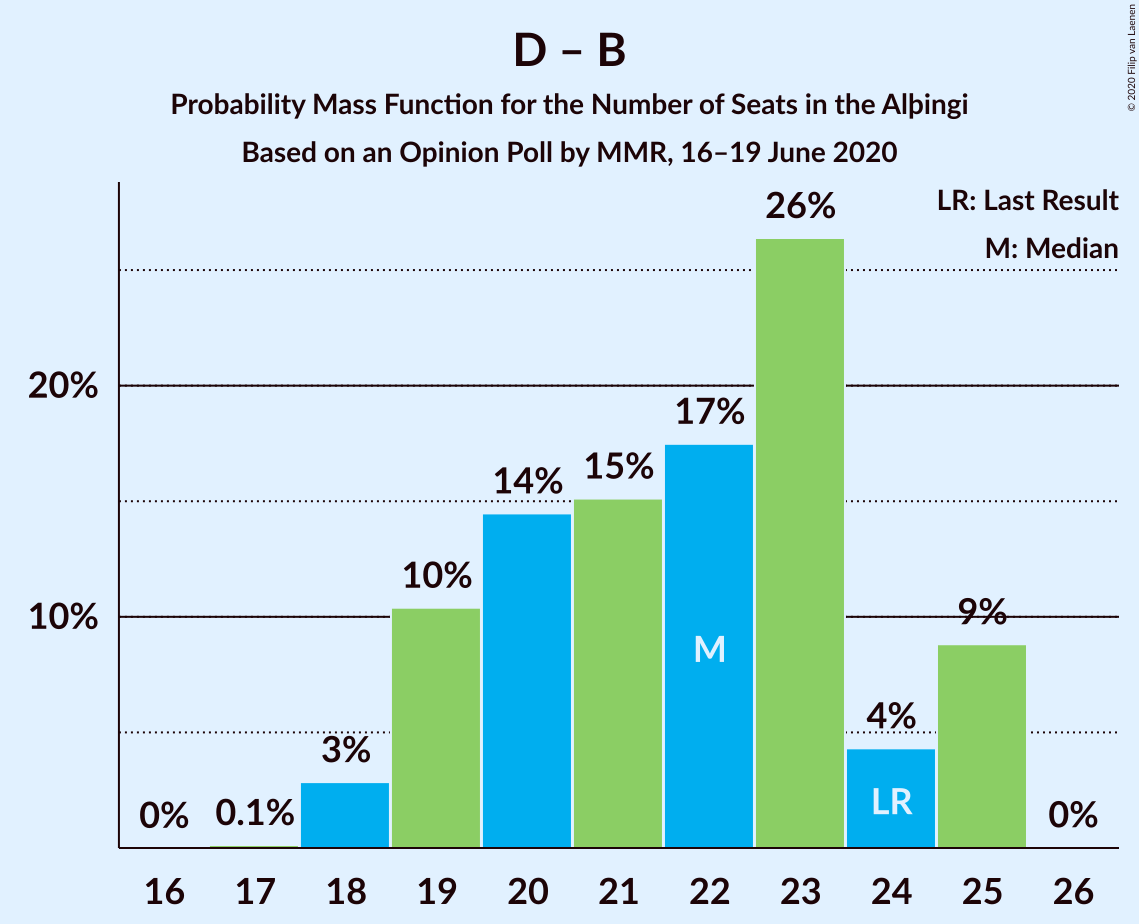 D – B
Probability Mass Function for the Number of Seats in the Alþingi
Based on an Opinion Poll by MMR, 16–19 June 2020
© 2020 Filip van Laenen
LR: Last Result
M: Median
20%
10%
0%
0.1%
3%
10%
14%
15%
17%
26%
4%
9%
0%
M
LR
16 17 18 19 20 21 22 23 24 25 26